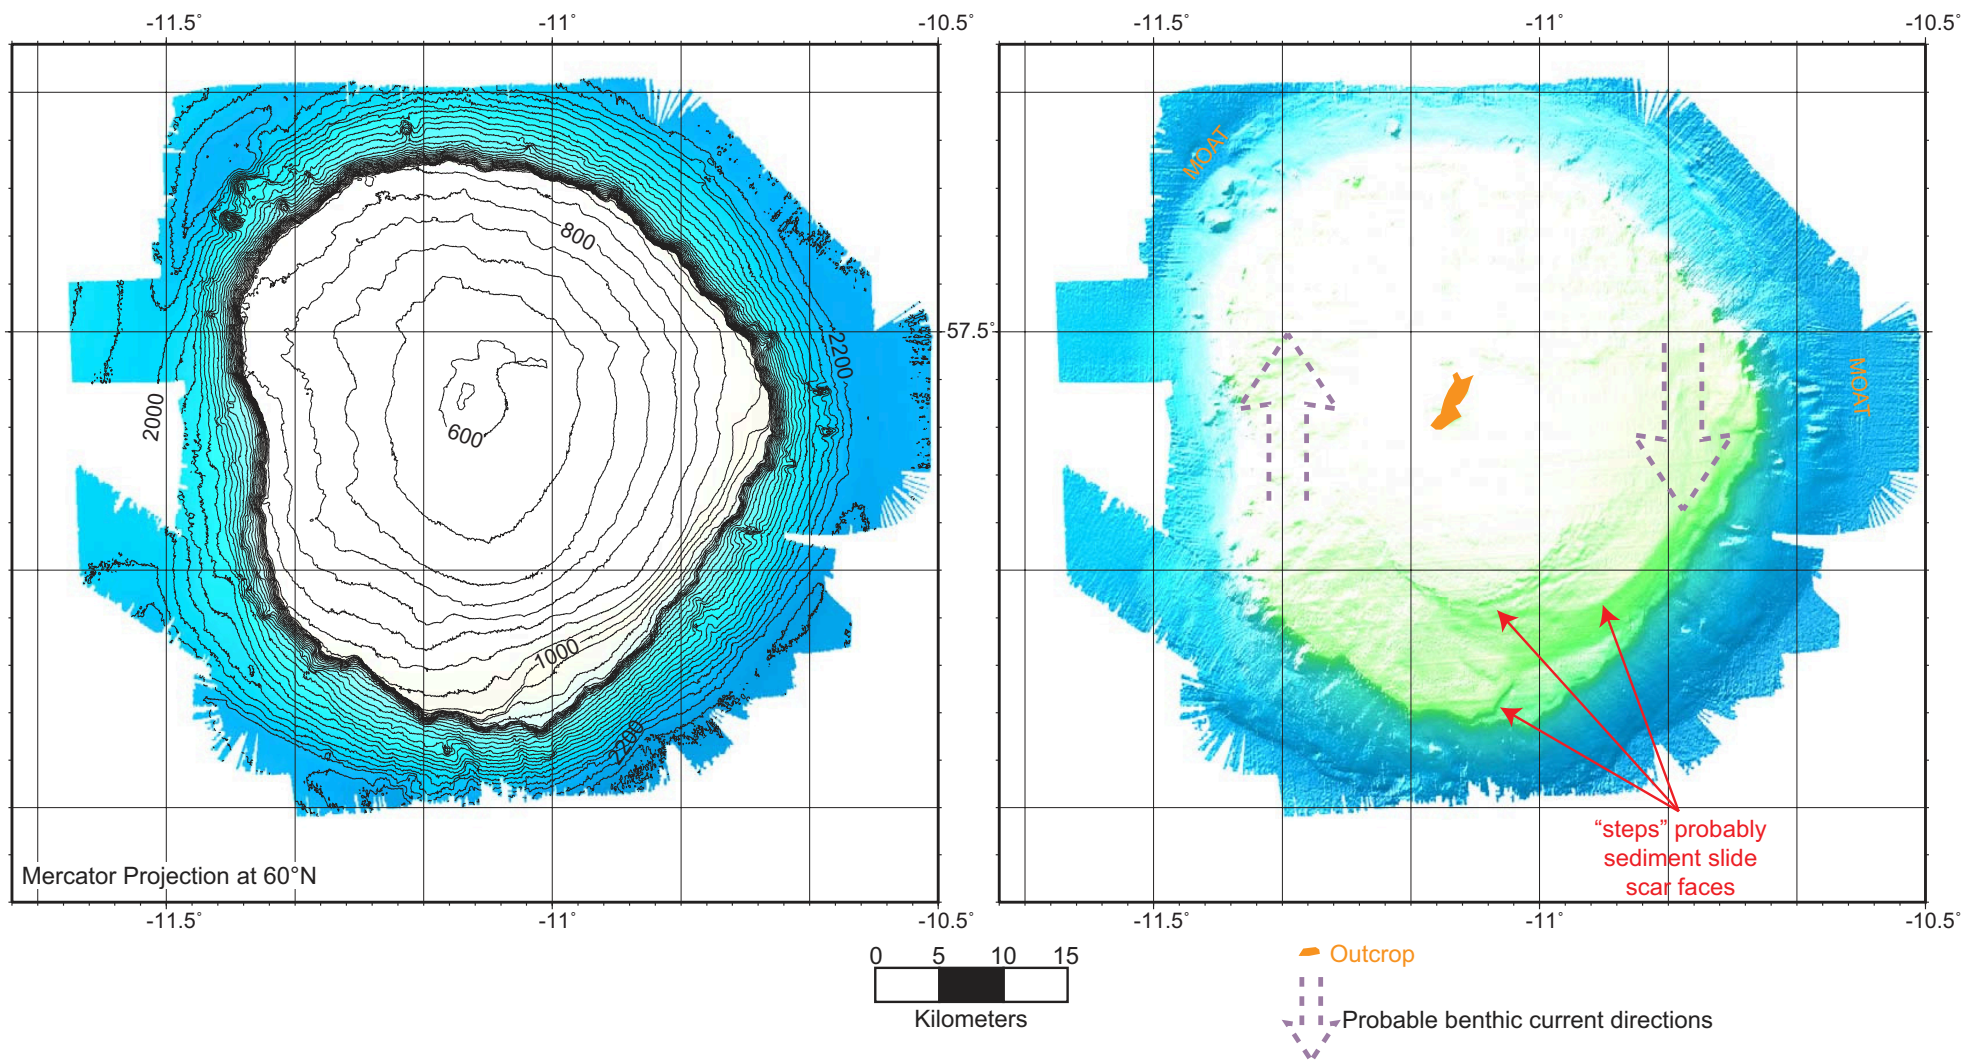 -11.5˚ -11˚ -10.5˚
-11.5˚ -11˚ -10.5˚
800
57.5˚
2200
2000
600
1000
2200
Mercator Projection at 60°N
MOAT
MOAT
“steps” probably
sediment slide
scar faces
-11.5˚ -11˚ -10.5˚
-11.5˚ -11˚ -10.5˚
0 5 10 15
Kilometers
Outcrop
Probable benthic current directions